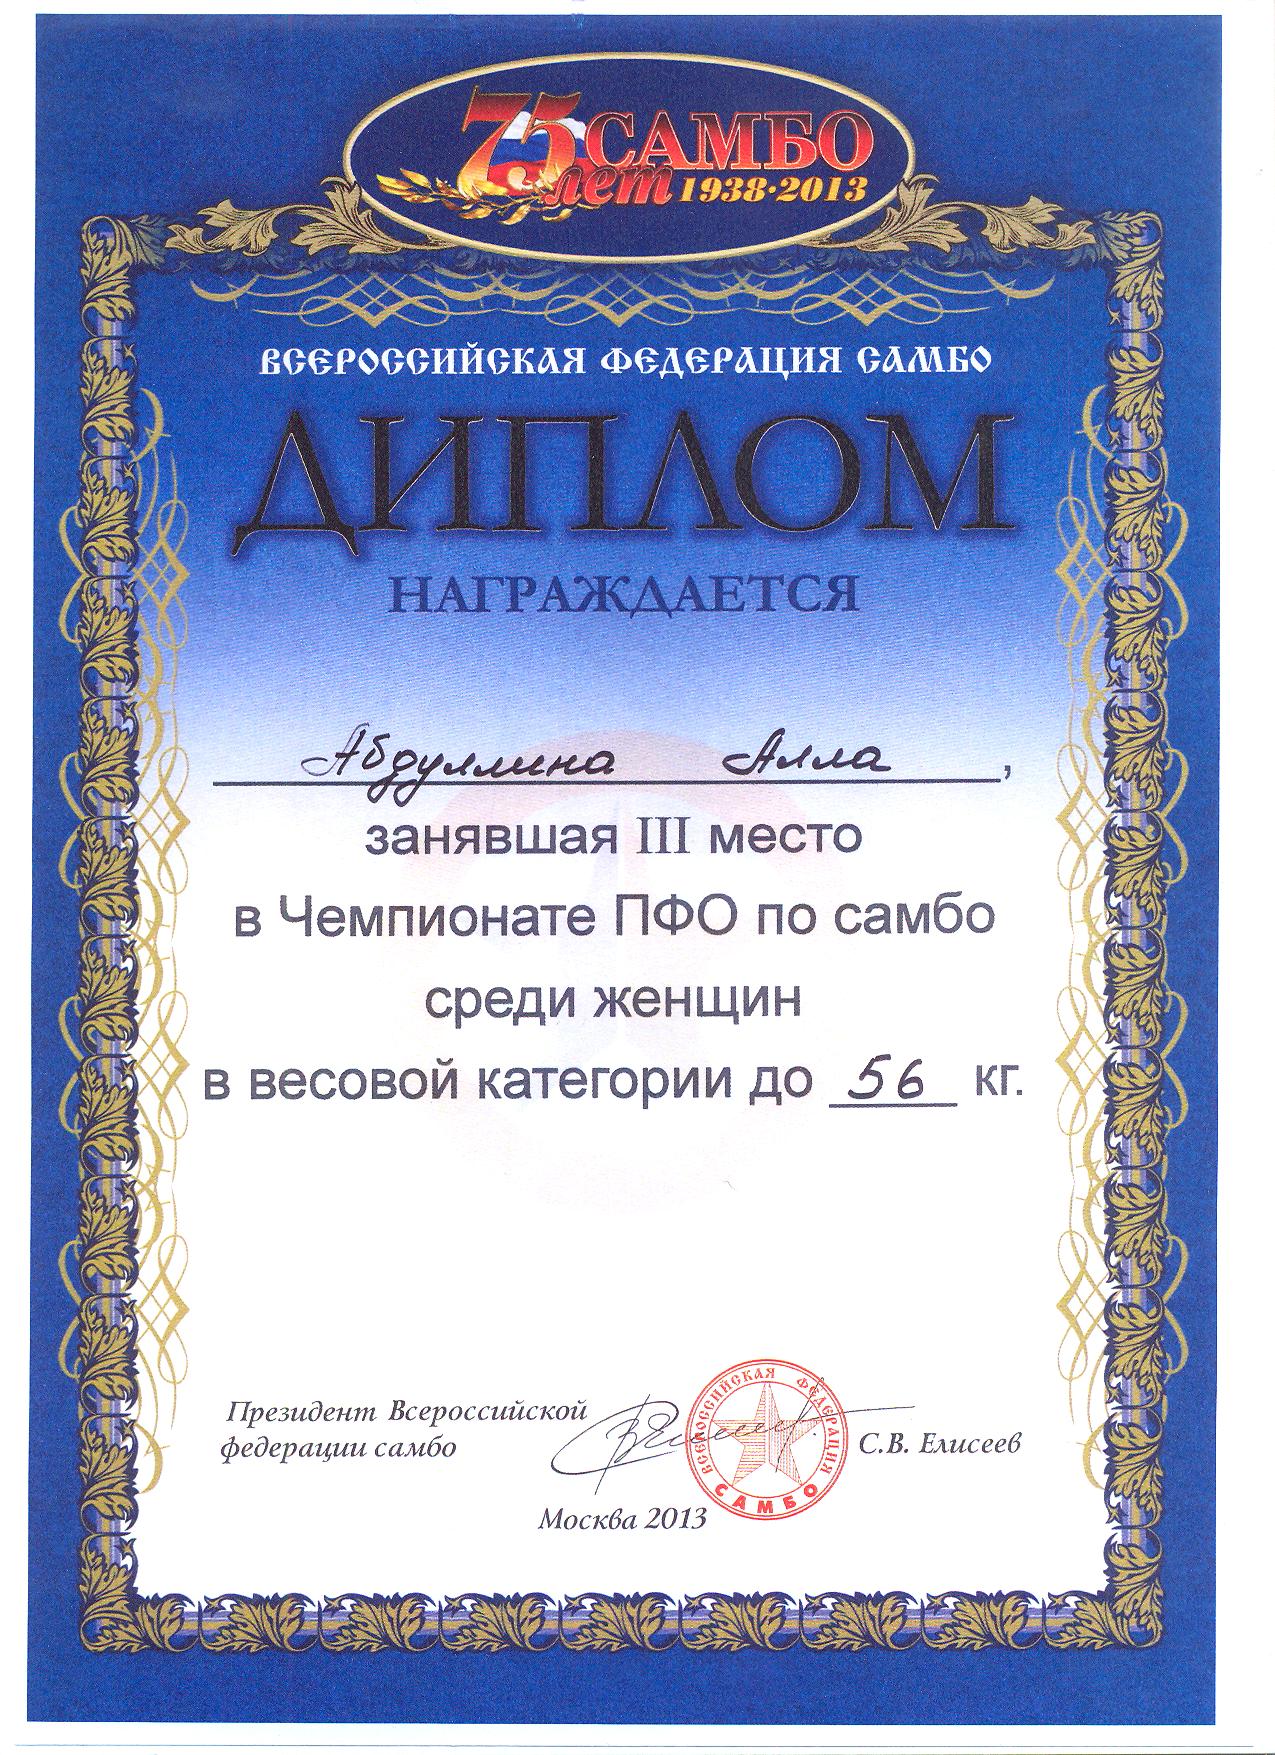 75 лет САМБО
1938·2013
ВСЕРОССИЙСКАЯ ФЕДЕРАЦИЯ САМБО
ДИПЛОМ
НАГРАЖДАЕТСЯ
Абдуллина Алла,
занявшая III место
в Чемпионате ПФО по самбо
среди женщин
в весовой категории до 56 кг.
Президент Всероссийской
федерации самбо
ВСЕРОССИЙСКАЯ ФЕДЕРАЦИЯ
САМБО
С.В. Елисеев
Москва 2013